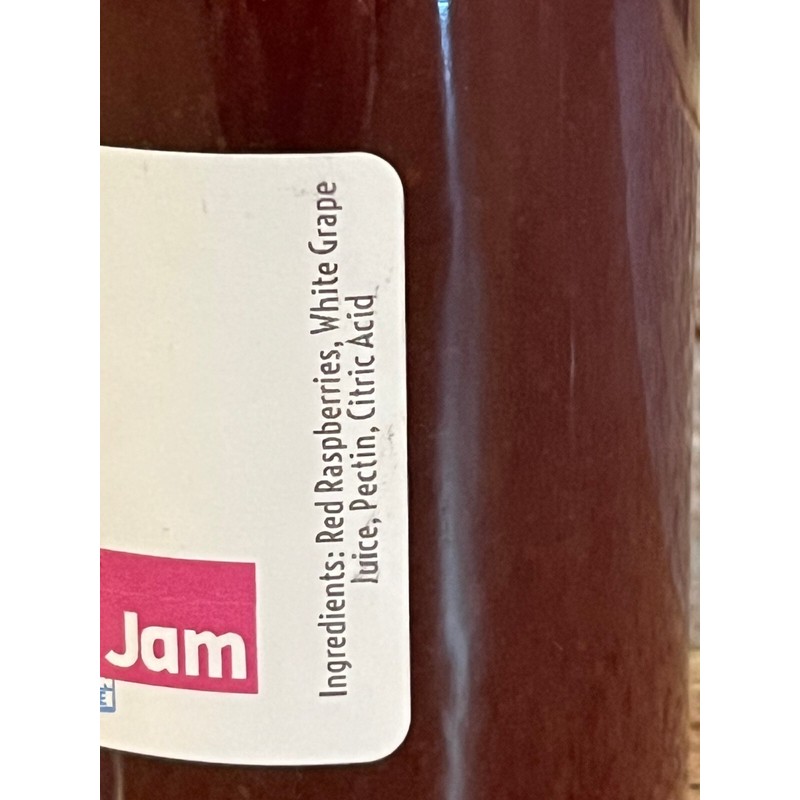 Jam
Ingredients: Red Raspberries, White Grape
Juice, Pectin, Citric Acid